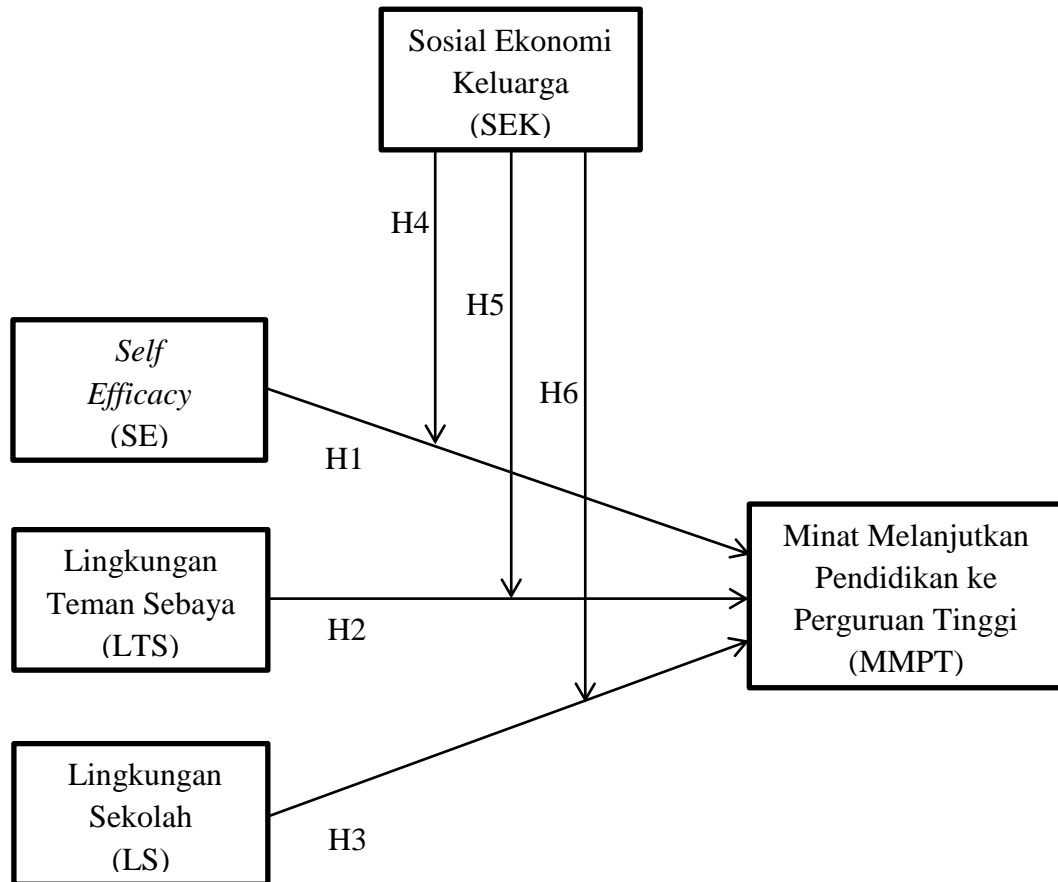 Sosial Ekonomi
Keluarga
(SEK)
H4
H5
H6
Self
Efficacy
(SE)
H1
Lingkungan
Teman Sebaya
(LTS)
H2
Minat Melanjutkan
Pendidikan ke
Perguruan Tinggi
(MMPT)
Lingkungan
Sekolah
(LS)
H3